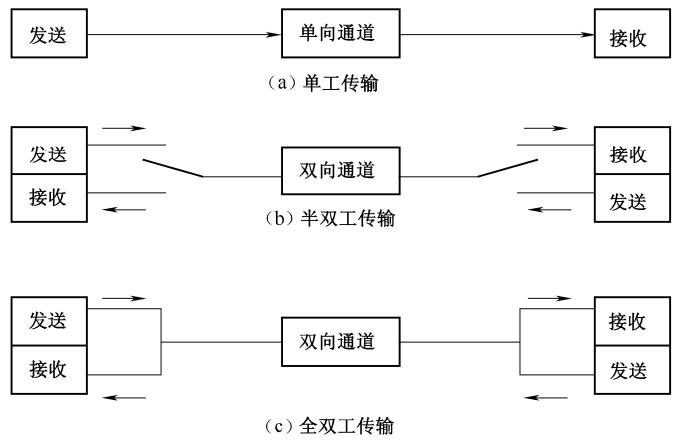 发送 单向通道 接收
（a）单工传输
发送 双向通道 接收
接收 发送
（b）半双工传输
发送 双向通道 接收
接收 发送
（c）全双工传输